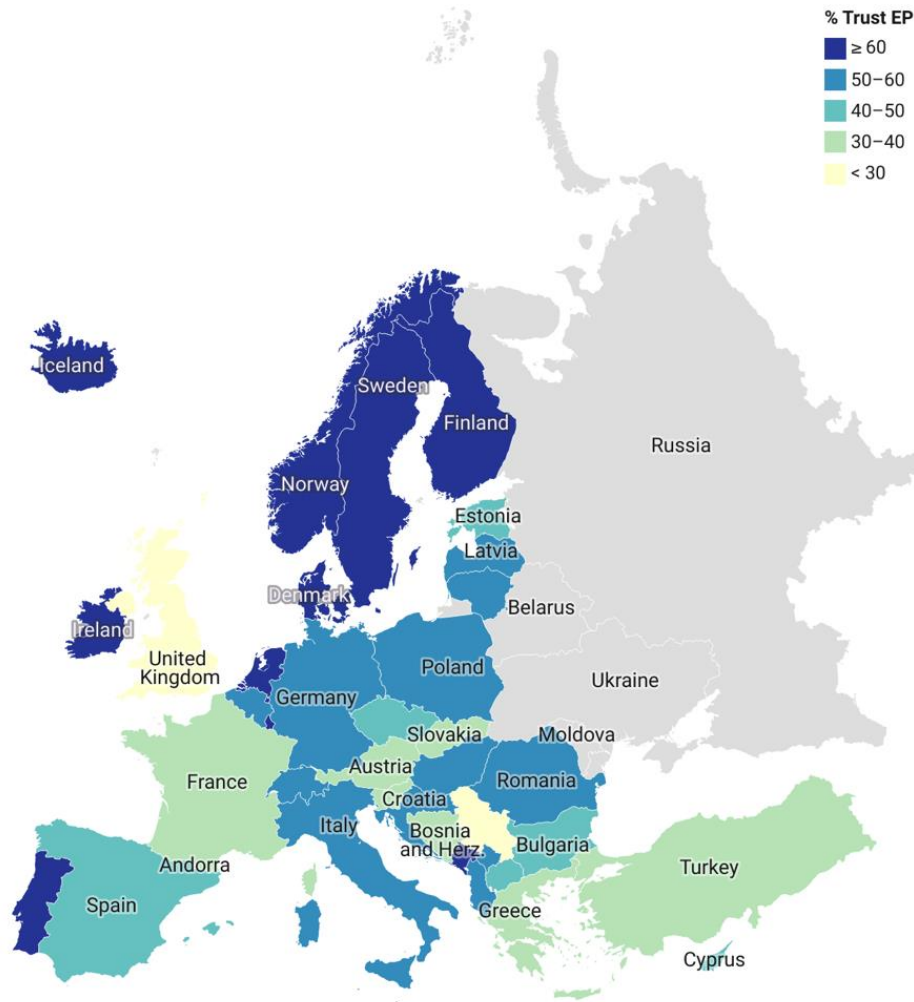 % Trust EP
≥ 60
50–60
40–50
30–40
< 30
Iceland
Sweden
Finland
Russia
Norway
Estonia
Latvia
Denmark
Belarus
Ireland
United
Kingdom
Poland
Ukraine
Germany
Slovakia
Moldova
Austria
France
Romania
Croatia
Italy
Bosnia
and Herz.
Bulgaria
Andorra
Turkey
Spain
Greece
Cyprus